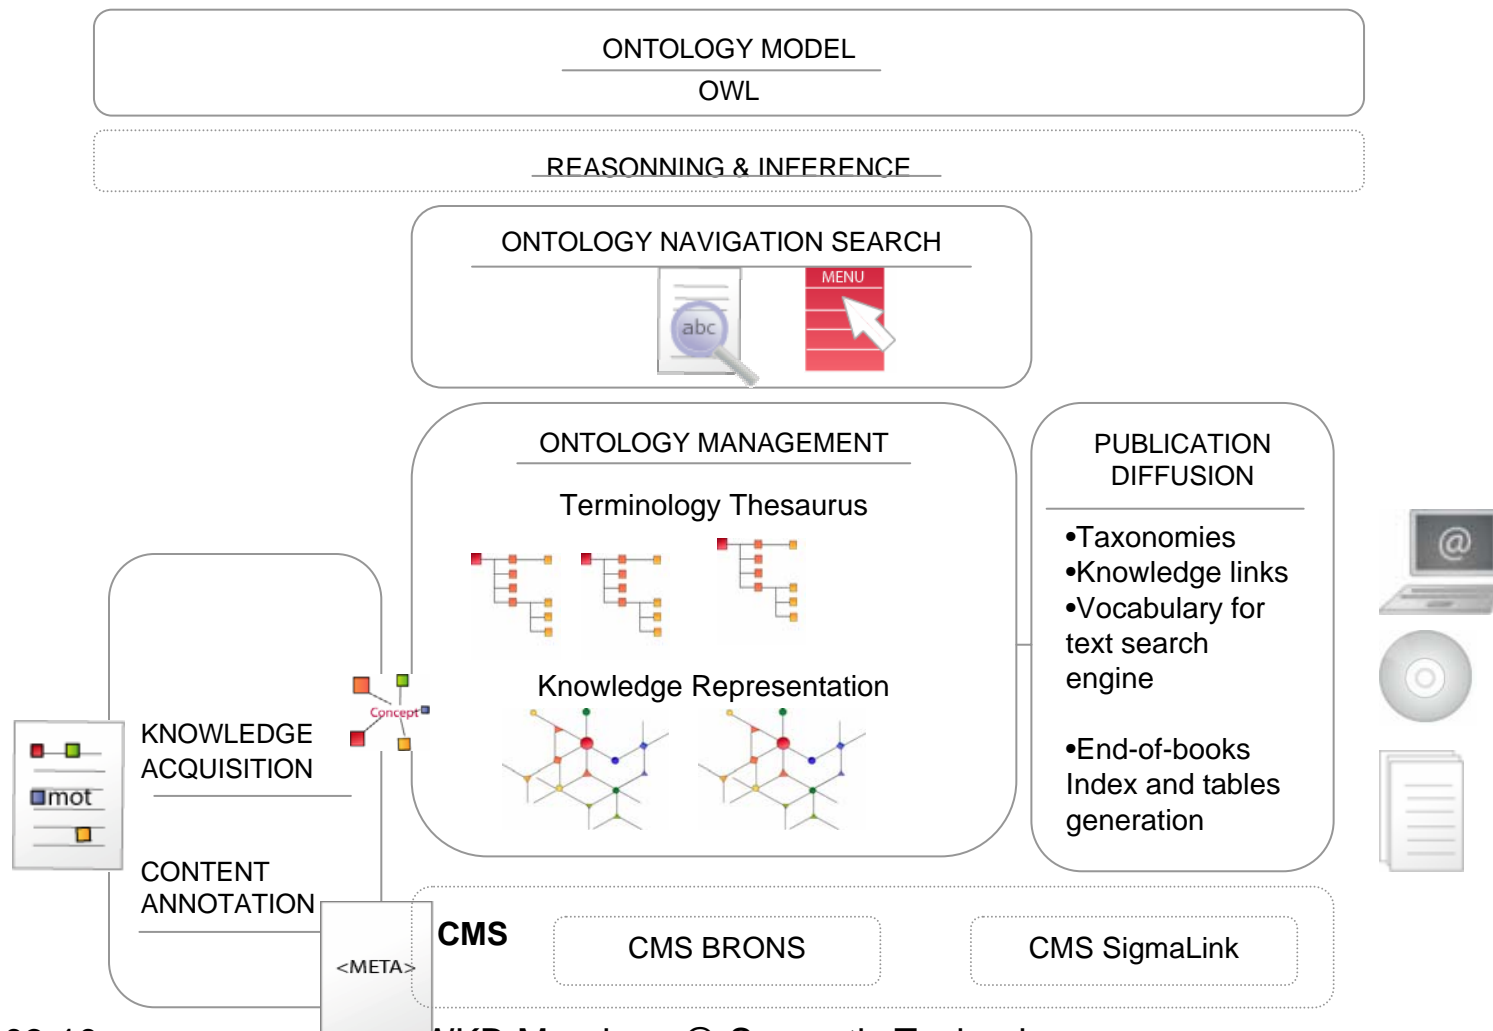 ONTOLOGY MODEL
OWL
REASONNING & INFERENCE
ONTOLOGY NAVIGATION SEARCH
abc
MENU
ONTOLOGY MANAGEMENT
Terminology Thesaurus
Knowledge Representation
PUBLICATION
DIFFUSION
•Taxonomies
•Knowledge links
•Vocabulary for
text search
engine
•End-of-books
Index and tables
generation
@
Concept
mot
KNOWLEDGE
ACQUISITION
CONTENT
ANNOTATION
<META>
CMS
CMS BRONS
CMS SigmaLink